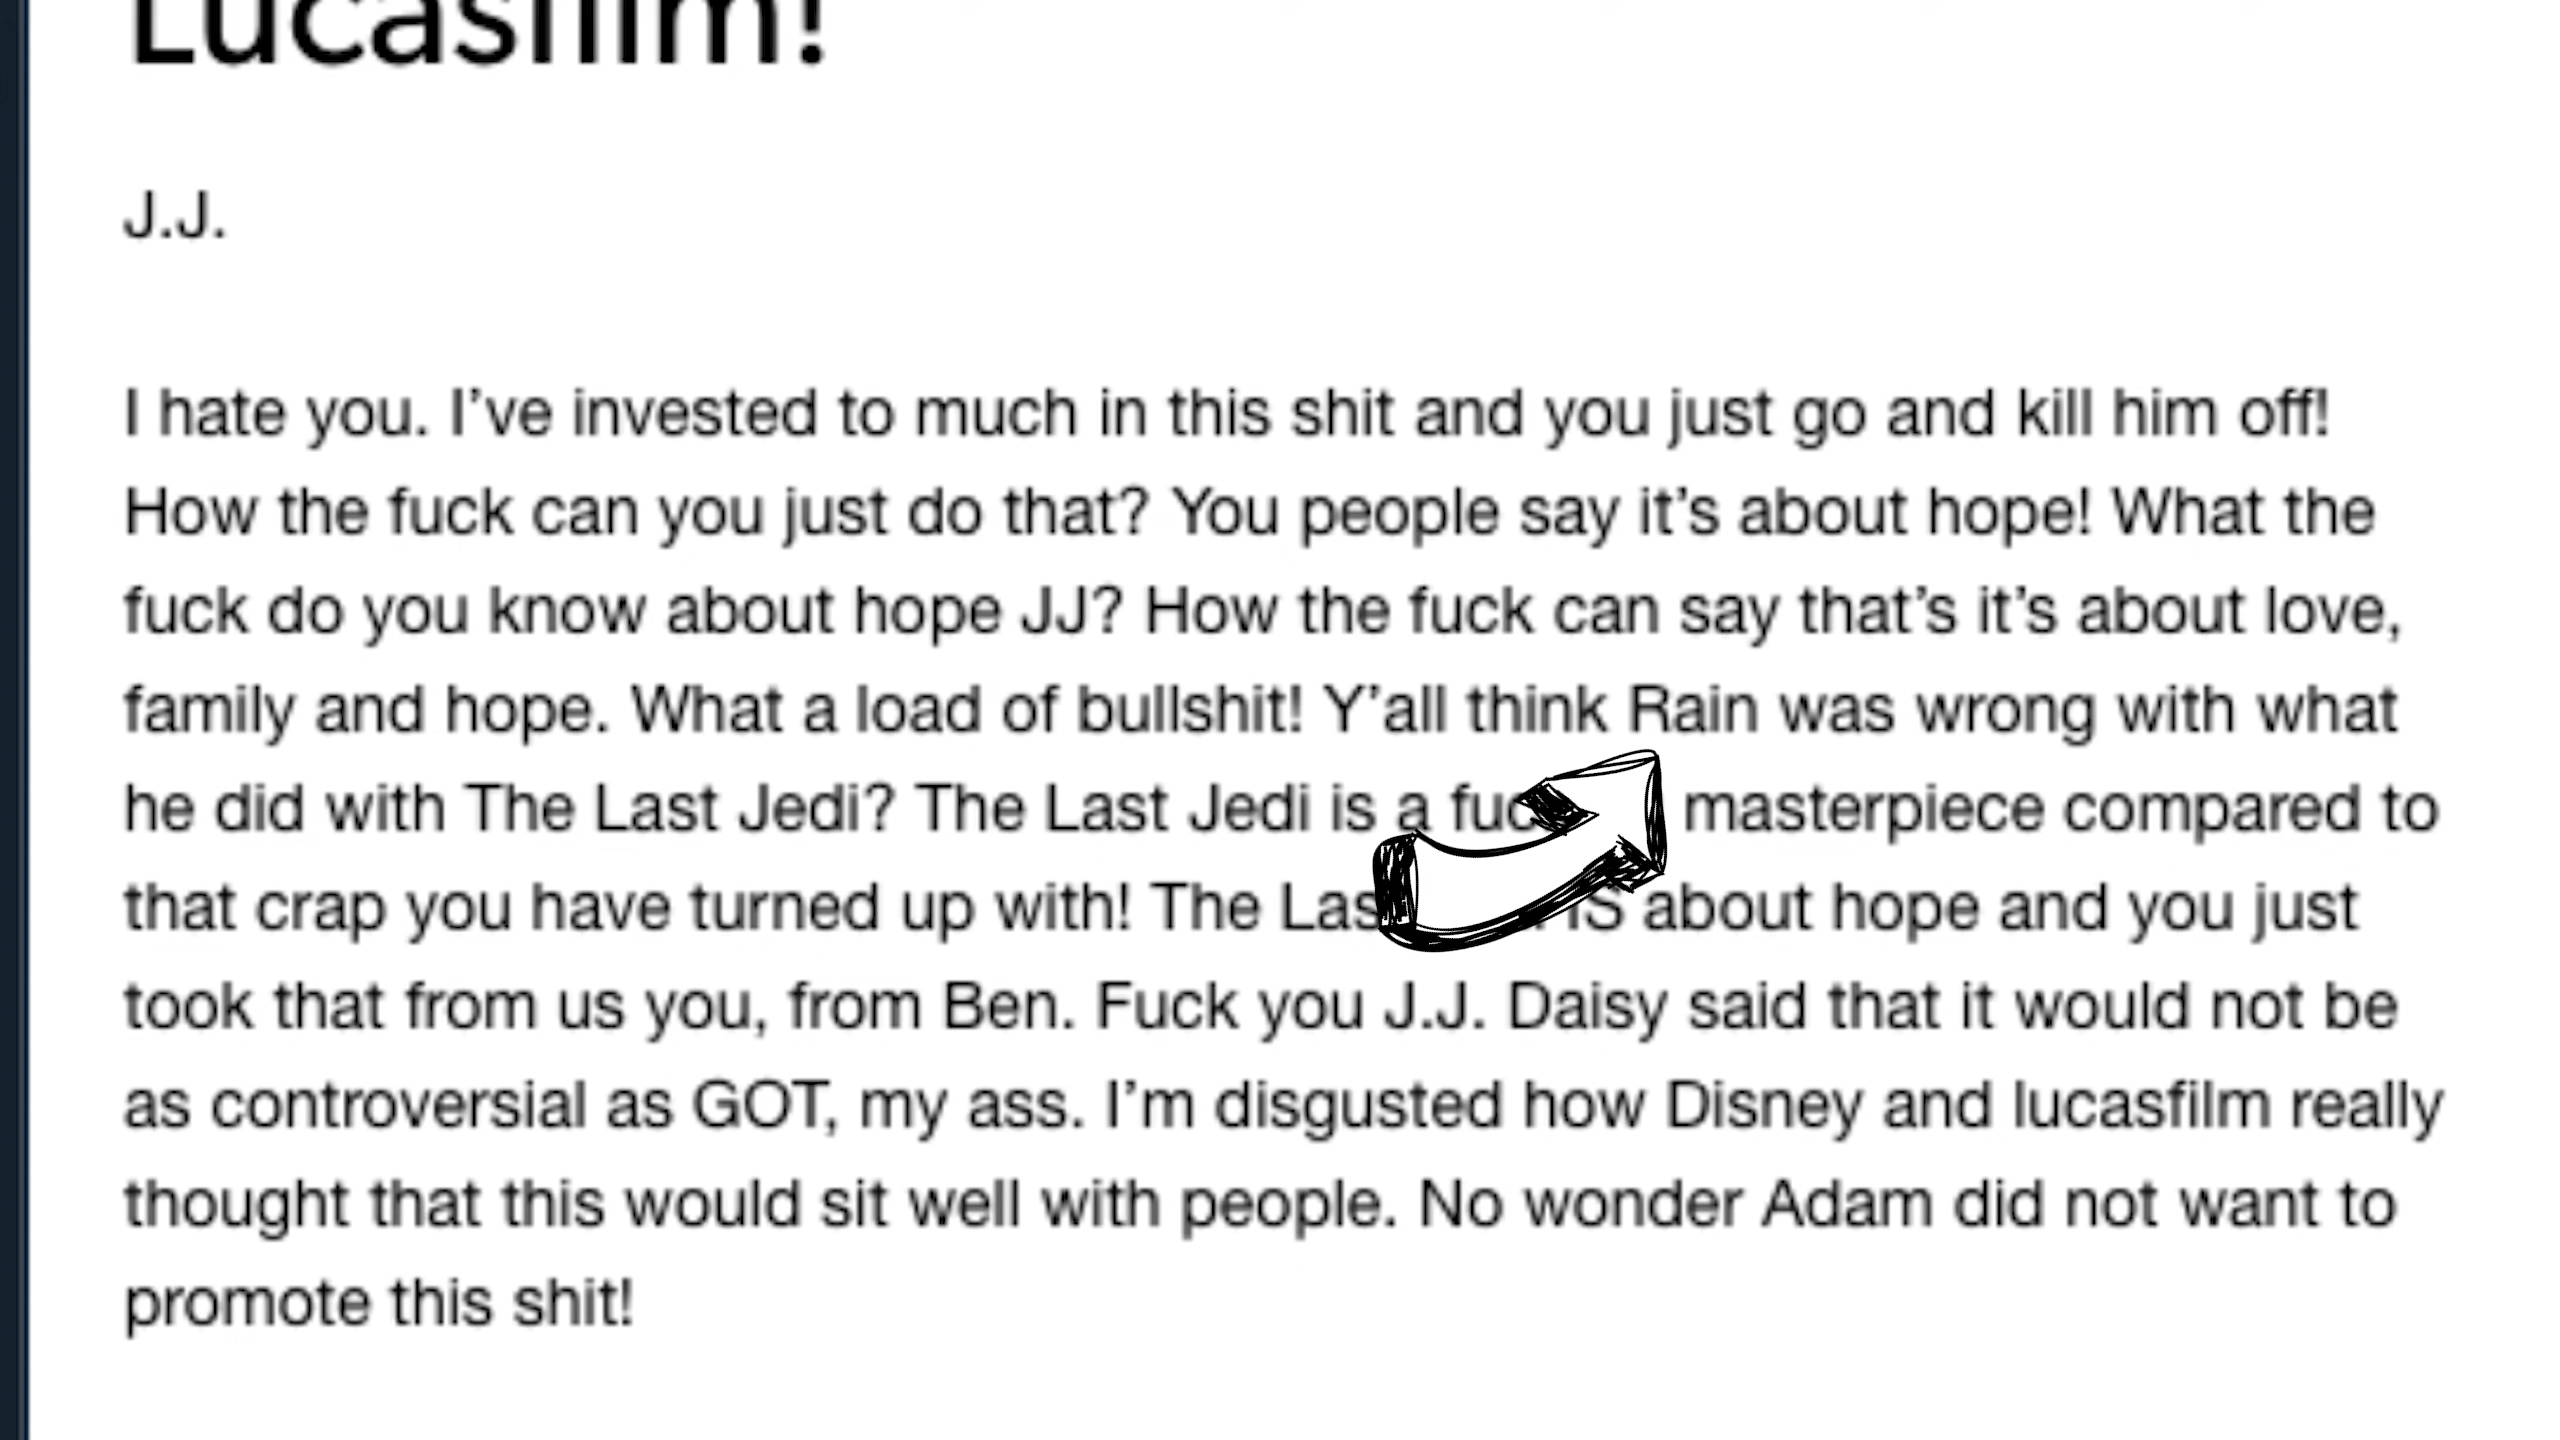 Lucasfilm!
J.J.
I hate you. I’ve invested to much in this shit and you just go and kill him off!
How the fuck can you just do that? You people say it’s about hope! What the
fuck do you know about hope JJ? How the fuck can say that’s it’s about love,
family and hope. What a load of bullshit! Y’all think Rain was wrong with what
he did with The Last Jedi? The Last Jedi is a masterpiece compared to
that crap you have turned up with! The about hope and you just
took that from us you, from Ben. Fuck you J.J. Daisy said that it would not be
as controversial as GOT, my ass. I’m disgusted how Disney and lucasfilm really
thought that this would sit well with people. No wonder Adam did not want to
promote this shit!